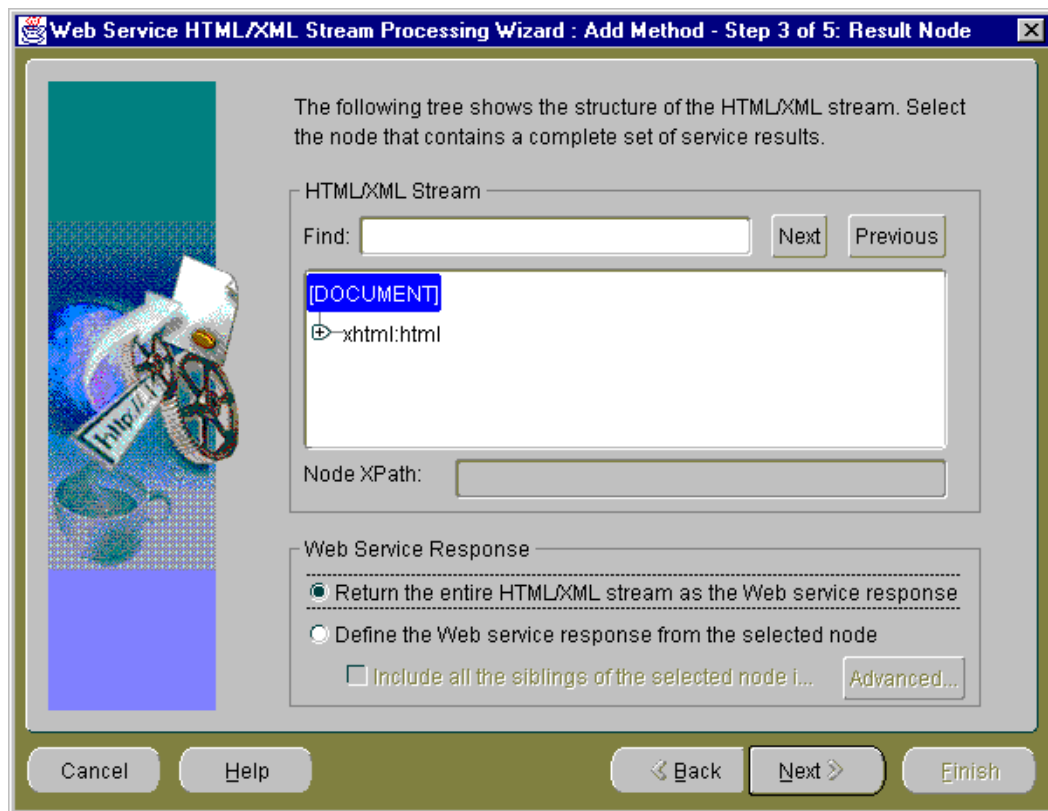 Web Service HTML/XML Stream Processing Wizard : Add Method - Step 3 of 5: Result Node
The following tree shows the structure of the HTML/XML stream. Select
the node that contains a complete set of service results.
HTML/XML Stream
Find:
Next
Previous
[DOCUMENT]
xhtml:html
Node XPath:
http://
Web Service Response
Return the entire HTML/XML stream as the Web service response
Define the Web service response from the selected node
Include all the siblings of the selected node i...
Advanced...
Cancel
Help
Back
Next
Finish